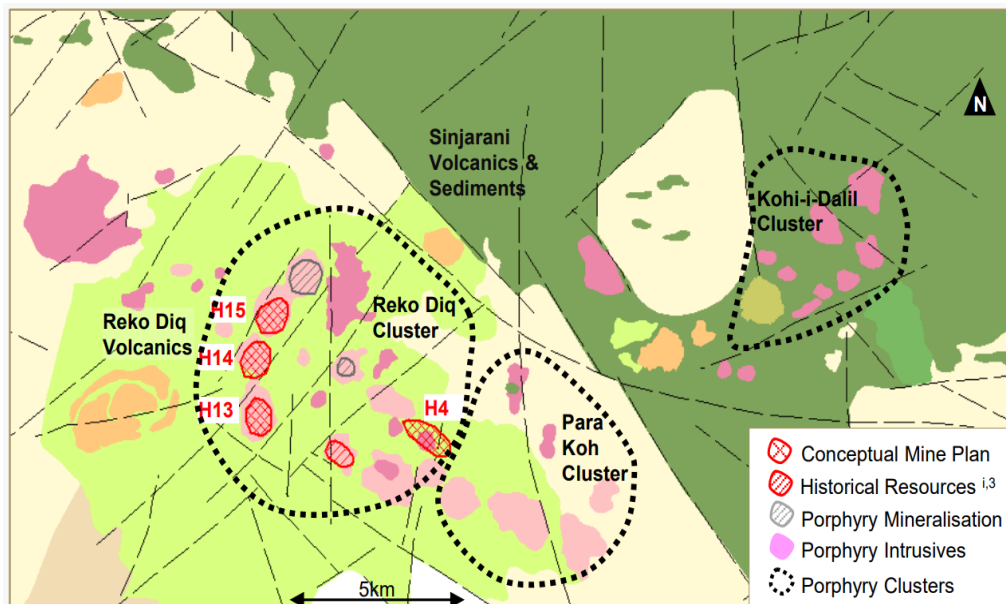 N
Sinjarani
Volcanics &
Sediments
Kohi-i-Dalil
Cluster
H15
Reko Diq
Cluster
Reko Diq
Volcanics
H14
H13
H4
Para
Koh
Cluster
5km
Conceptual Mine Plan
Historical Resources i,3
Porphyry Mineralisation
Porphyry Intrusives
Porphyry Clusters